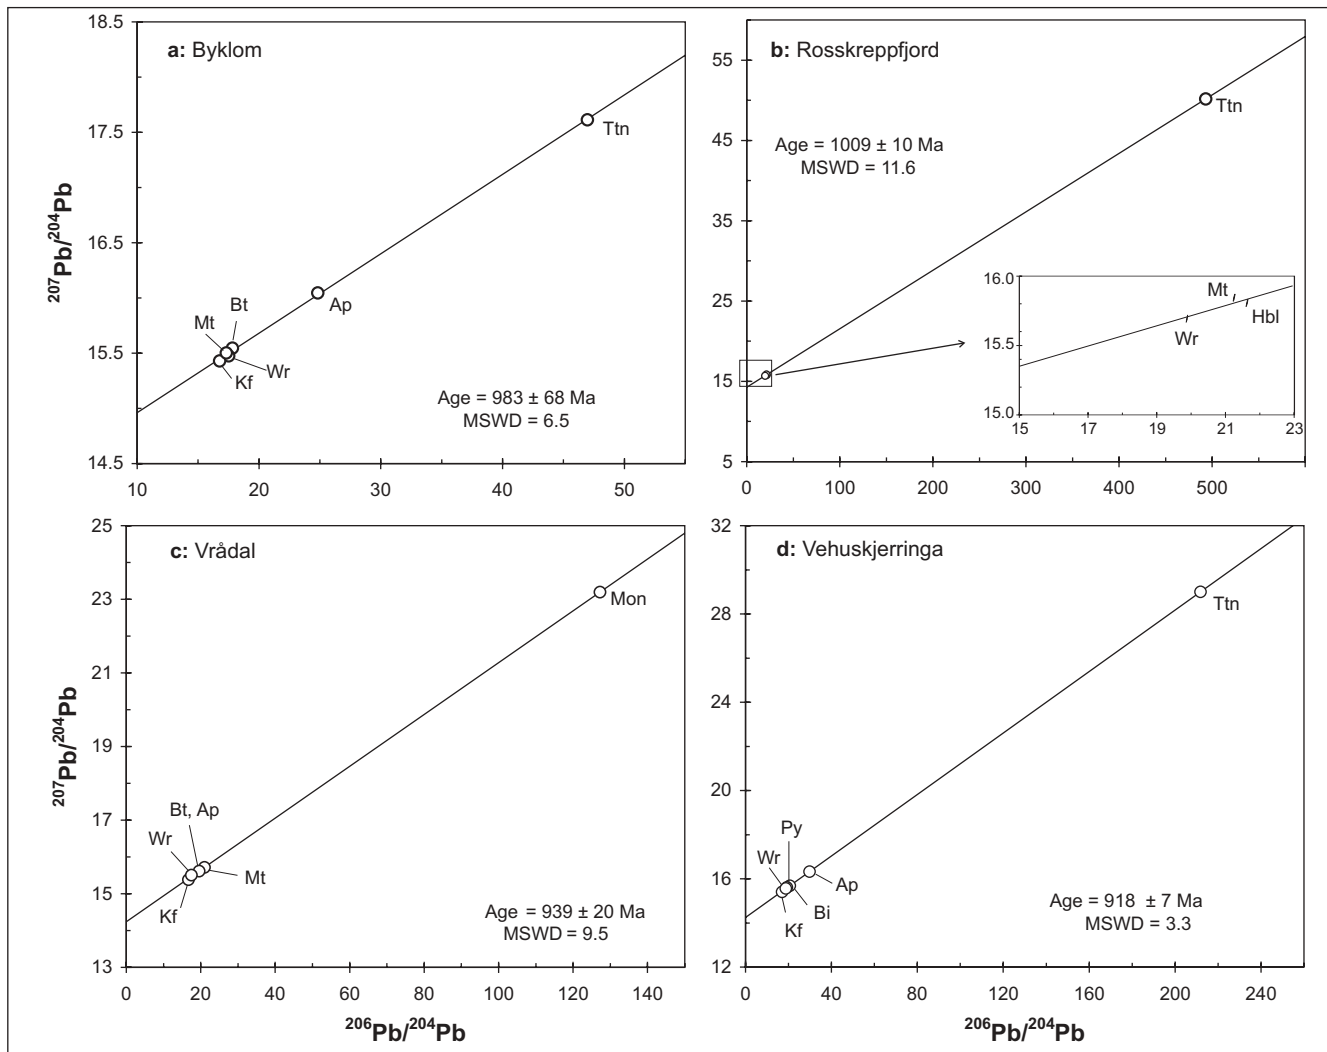 a: Byklom
18.5
17.5
16.5
15.5
14.5
207Pb/204Pb
Ttn
Ap
Bt
Mt
Wr
Kf
Age = 983 ± 68 Ma
MSWD = 6.5
10 20 30 40 50
b: Rosskreppfjord
55
45
35
25
15
5
Ttn
Age = 1009 ± 10 Ma
MSWD = 11.6
16.0
15.5
15.0
Mt
Hbl
Wr
15 17 19 21 23
0 100 200 300 400 500
c: Vrådal
25
23
21
19
17
15
13
207Pb/204Pb
Mon
Bt, Ap
Wr
Mt
Kf
Age = 939 ± 20 Ma
MSWD = 9.5
0 20 40 60 80 100 120 140
206Pb/204Pb
d: Vehuskjerringa
32
28
24
20
16
12
Ttn
Py
Wr
Ap
Bi
Kf
Age = 918 ± 7 Ma
MSWD = 3.3
0 40 80 120 160 200 240
206Pb/204Pb